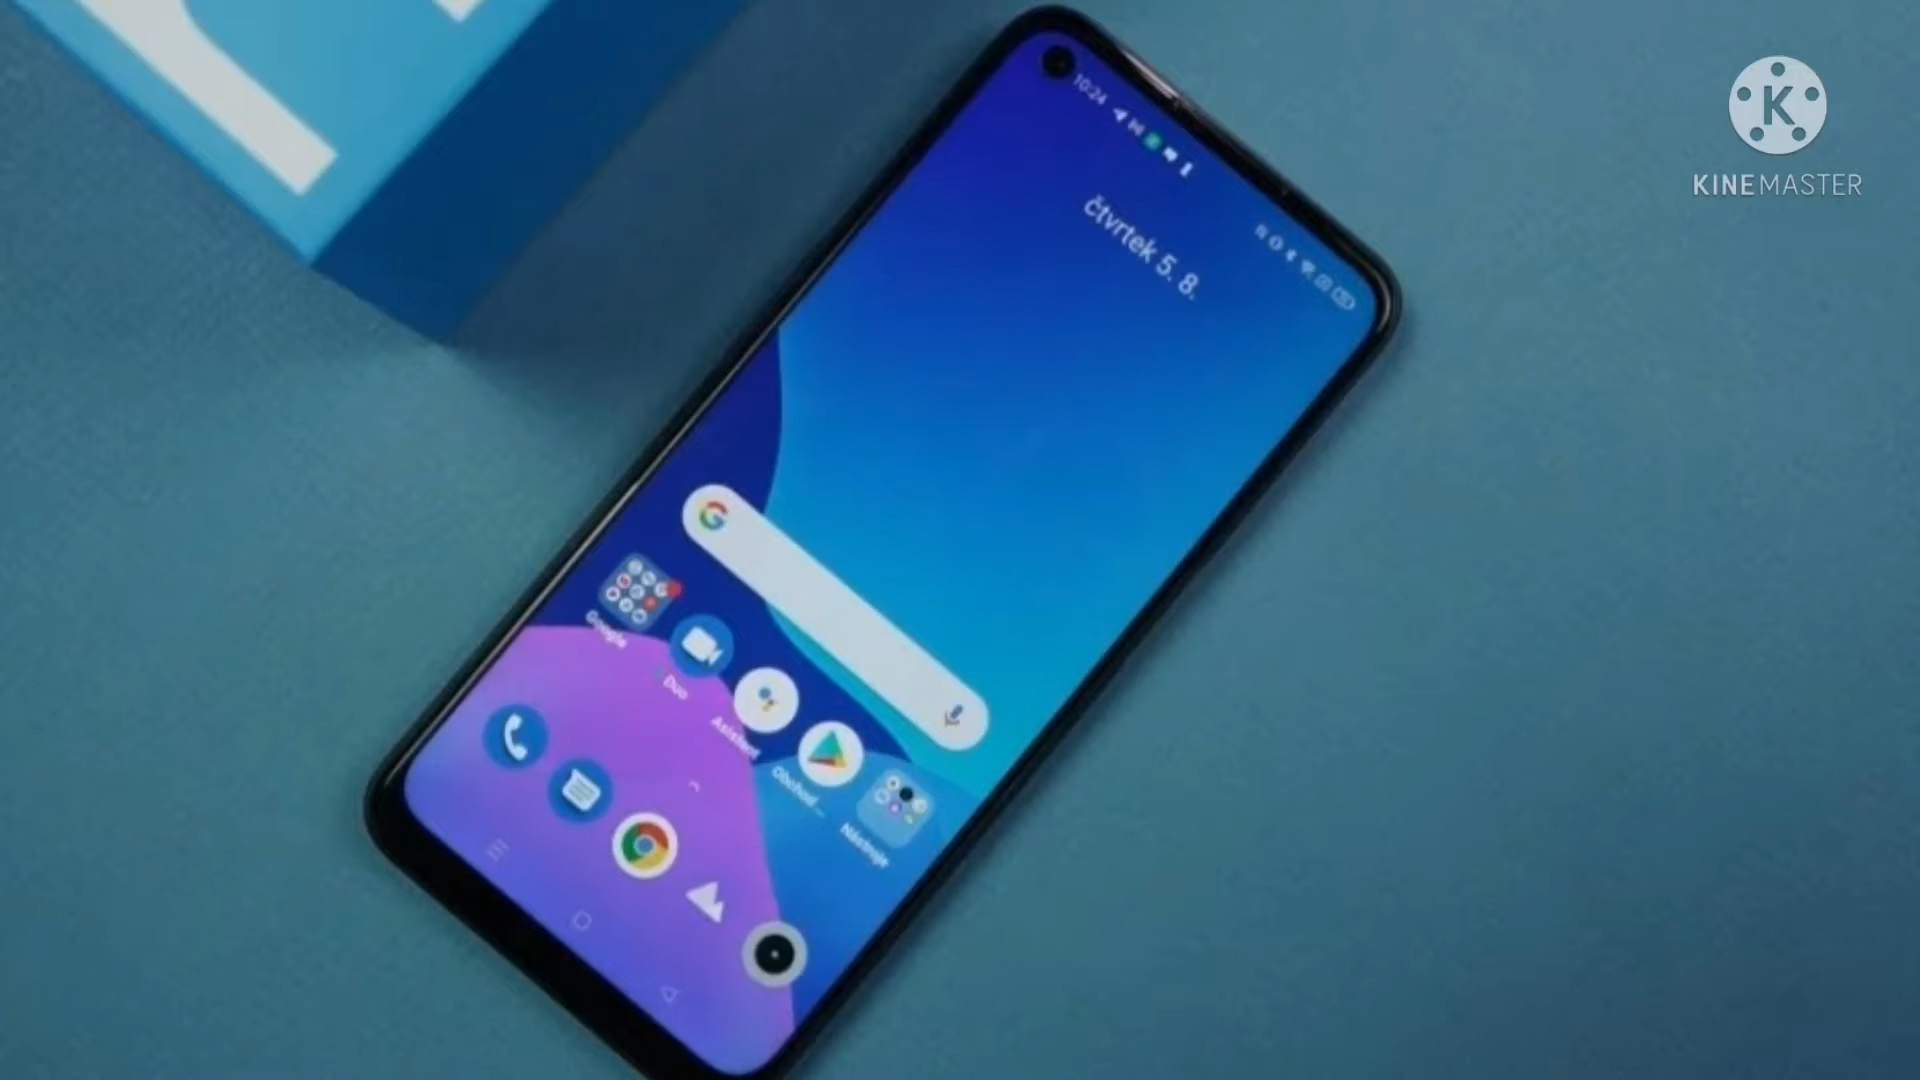 10:24
čtvrtek 5. 8.
Google
Duo
Asistent
Obchod ...
Nástroje
K
KINEMASTER